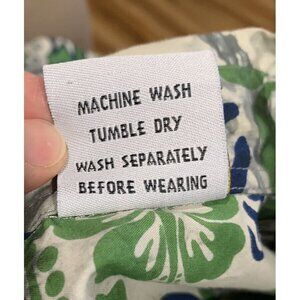 MACHINE WASH
TUMBLE DRY
WASH SEPARATELY
BEFORE WEARING